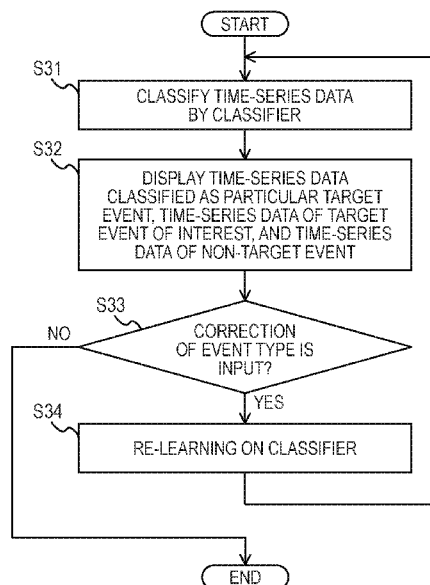 START
S31
CLASSIFY TIME-SERIES DATA
BY CLASSIFIER
S32
DISPLAY TIME-SERIES DATA
CLASSIFIED AS PARTICULAR TARGET
EVENT, TIME-SERIES DATA OF TARGET
EVENT OF INTEREST, AND TIME-SERIES
DATA OF NON-TARGET EVENT
S33
NO
CORRECTION
OF EVENT TYPE IS
INPUT?
YES
S34
RE-LEARNING ON CLASSIFIER
END